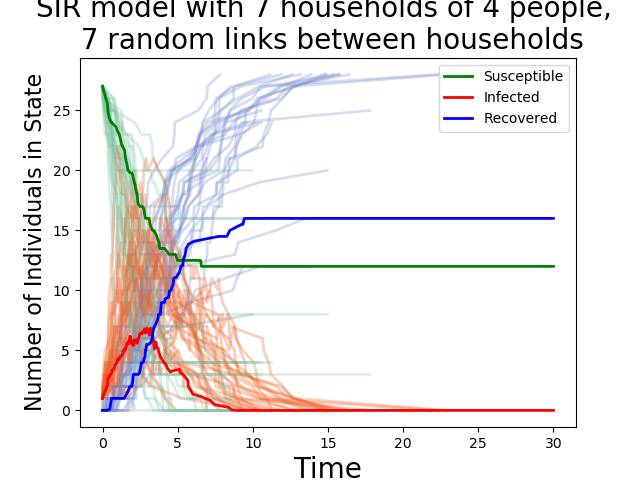 SIR model with 7 households of 4 people,
7 random links between households
Number of Individuals in State
25
20
15
10
5
0
Susceptible
Infected
Recovered
0 5 10 15 20 25 30
Time